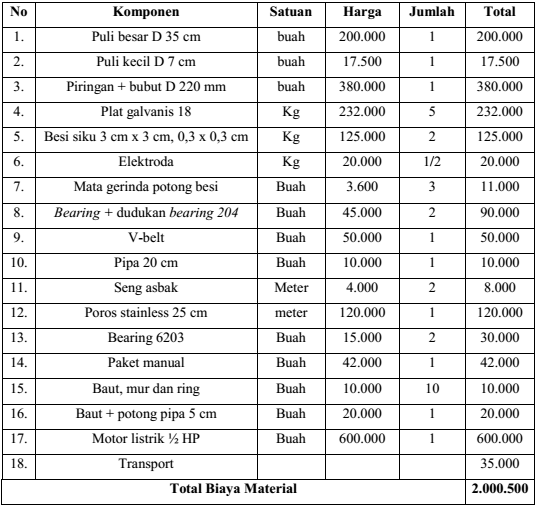 No Komponen Satuan Harga Jumlah Total
1. Puli besar D 35 cm buah 200.000 1 200.000
2. Puli kecil D 7 cm buah 17.500 1 17.500
3. Piringan + bubut D 220 mm buah 380.000 1 380.000
4. Plat galvanis 18 Kg 232.000 5 232.000
5. Besi siku 3 cm x 3 cm, 0,3 x 0,3 cm Kg 125.000 2 125.000
6. Elektroda Kg 20.000 1/2 20.000
7. Mata gerinda potong besi Buah 3.600 3 11.000
8. Bearing + dudukan bearing 204 Buah 45.000 2 90.000
9. V-belt Buah 50.000 1 50.000
10. Pipa 20 cm Buah 10.000 1 10.000
11. Seng asbak Meter 4.000 2 8.000
12. Poros stainless 25 cm meter 120.000 1 120.000
13. Bearing 6203 Buah 15.000 2 30.000
14. Paket manual Buah 42.000 1 42.000
15. Baut, mur dan ring Buah 10.000 10 10.000
16. Baut + potong pipa 5 cm Buah 20.000 1 20.000
17. Motor listrik ½ HP Buah 600.000 1 600.000
18. Transport 35.000
Total Biaya Material 2.000.500